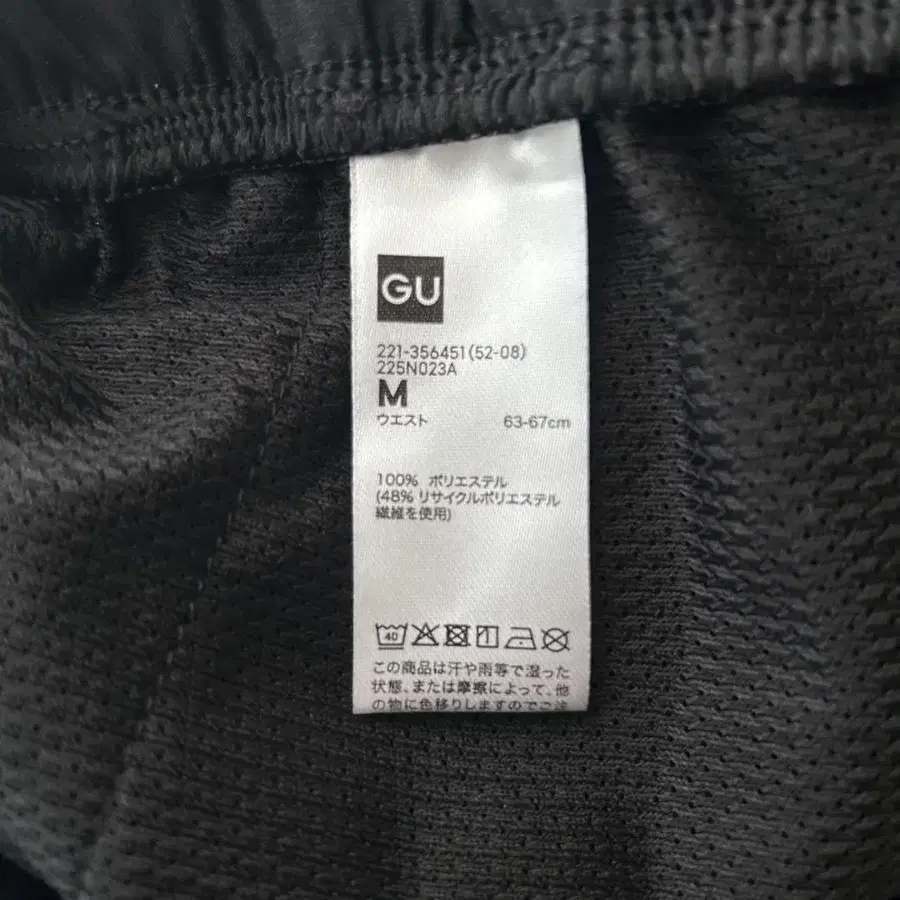 GU
221-356451(52-08)
225N023A
M
ウエスト 63-67cm
100% ポリエステル
(48% リサイクルポリエステル
繊維を使用)
40
この商品は汗や雨等で湿った
状態、または摩擦によって、他
の物に色移りしますのでご注